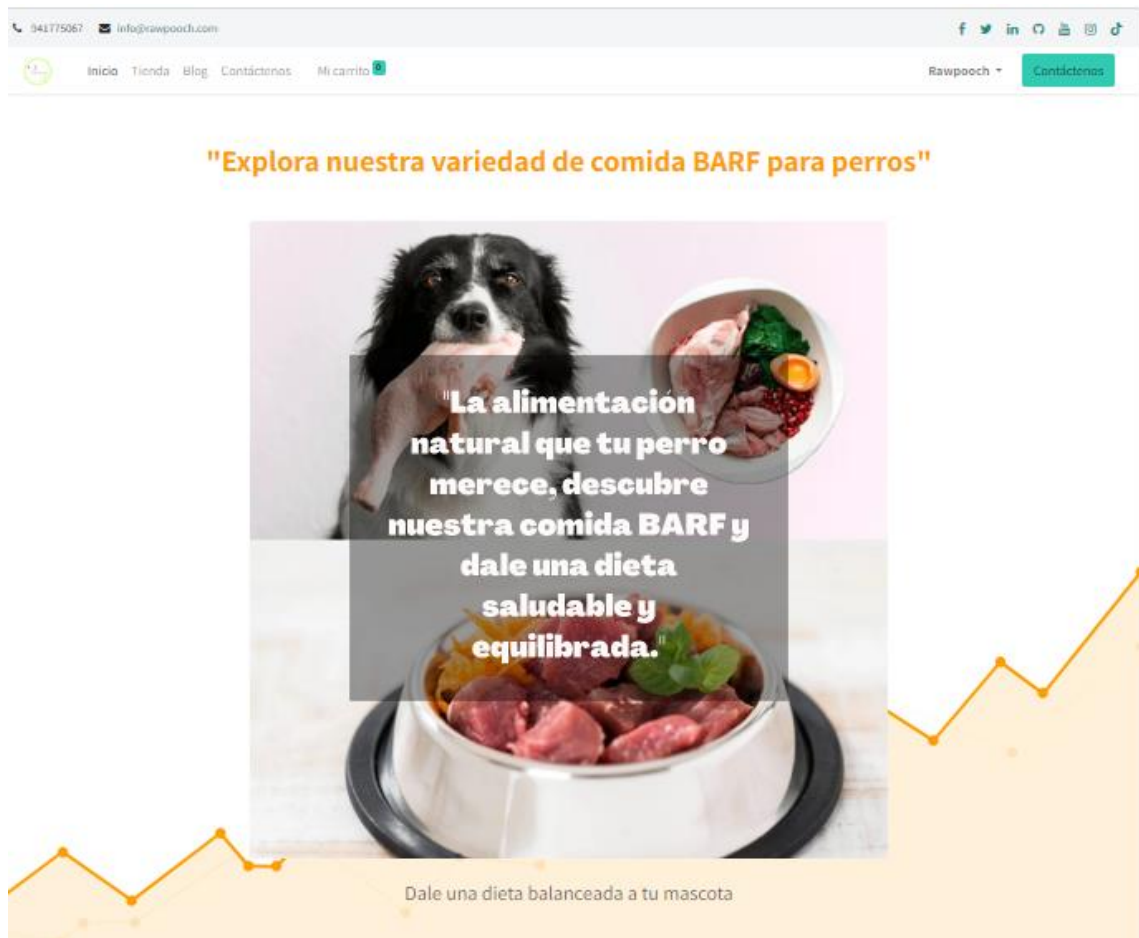 941775067 info@rawpooch.com
Inicio Tienda Blog Contáctenos Mi carrito 0 Rawpooch Contáctenos
"Explora nuestra variedad de comida BARF para perros"
"La alimentación
natural que tu perro
merece, descubre
nuestra comida BARF y
dale una dieta
saludable y
equilibrada."
Dale una dieta balanceada a tu mascota